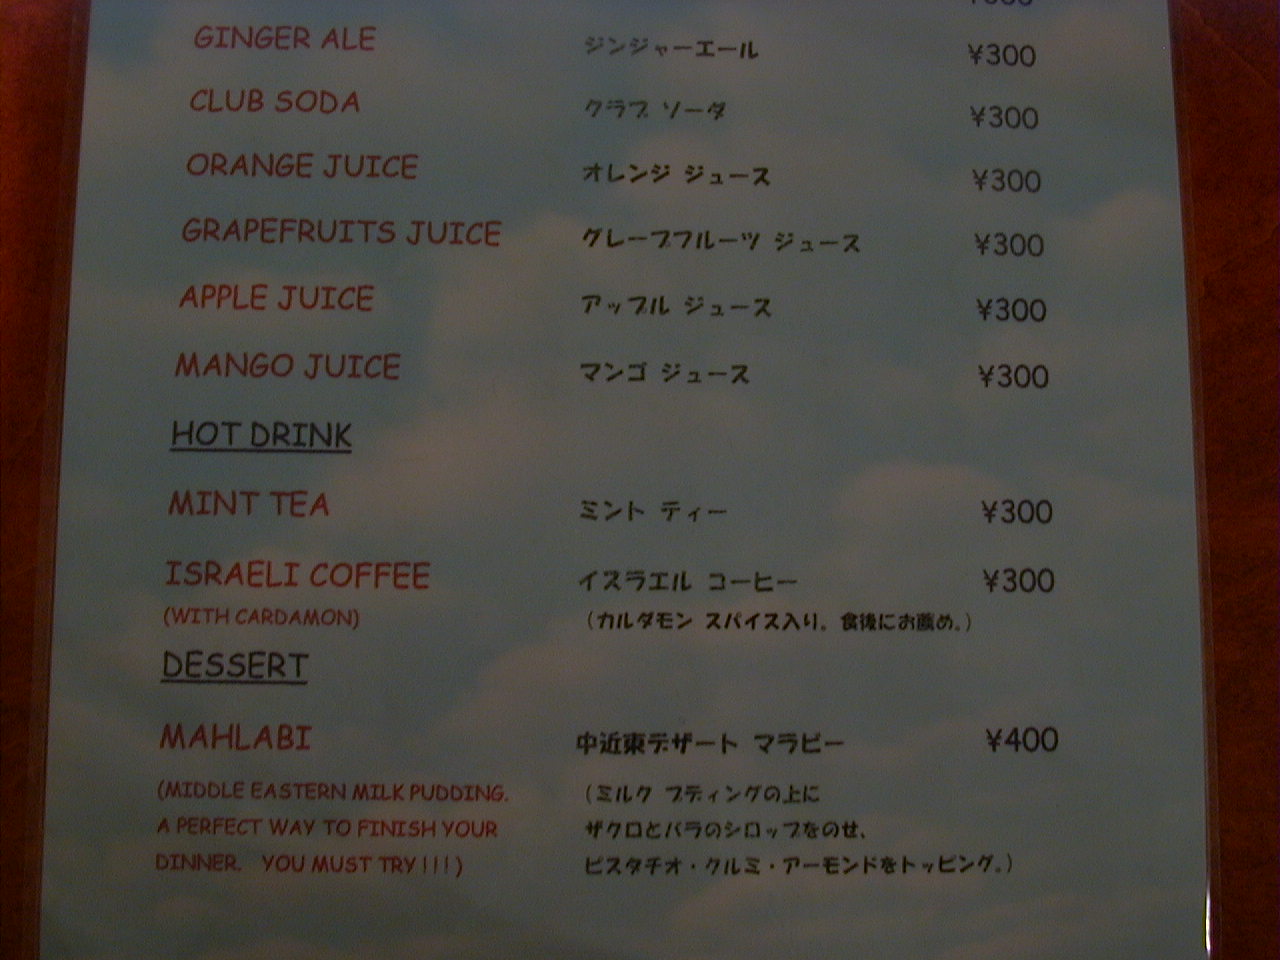 GINGER ALE ジンジャーエール ¥300
CLUB SODA クラブ ソーダ ¥300
ORANGE JUICE オレンジ ジュース ¥300
GRAPEFRUITS JUICE グレープフルーツ ジュース ¥300
APPLE JUICE アップル ジュース ¥300
MANGO JUICE マンゴ ジュース ¥300
HOT DRINK
MINT TEA ミント ティー ¥300
ISRAELI COFFEE イスラエル コーヒー ¥300
(WITH CARDAMON) (カルダモン スパイス入り。食後にお薦め。)
DESSERT
MAHLABI 中近東デザート マラビー ¥400
(MIDDLE EASTERN MILK PUDDING. (ミルク プディングの上に
A PERFECT WAY TO FINISH YOUR ザクロとバラのシロップをのせ、
DINNER. YOU MUST TRY!!!) ピスタチオ・クルミ・アーモンドをトッピング。)